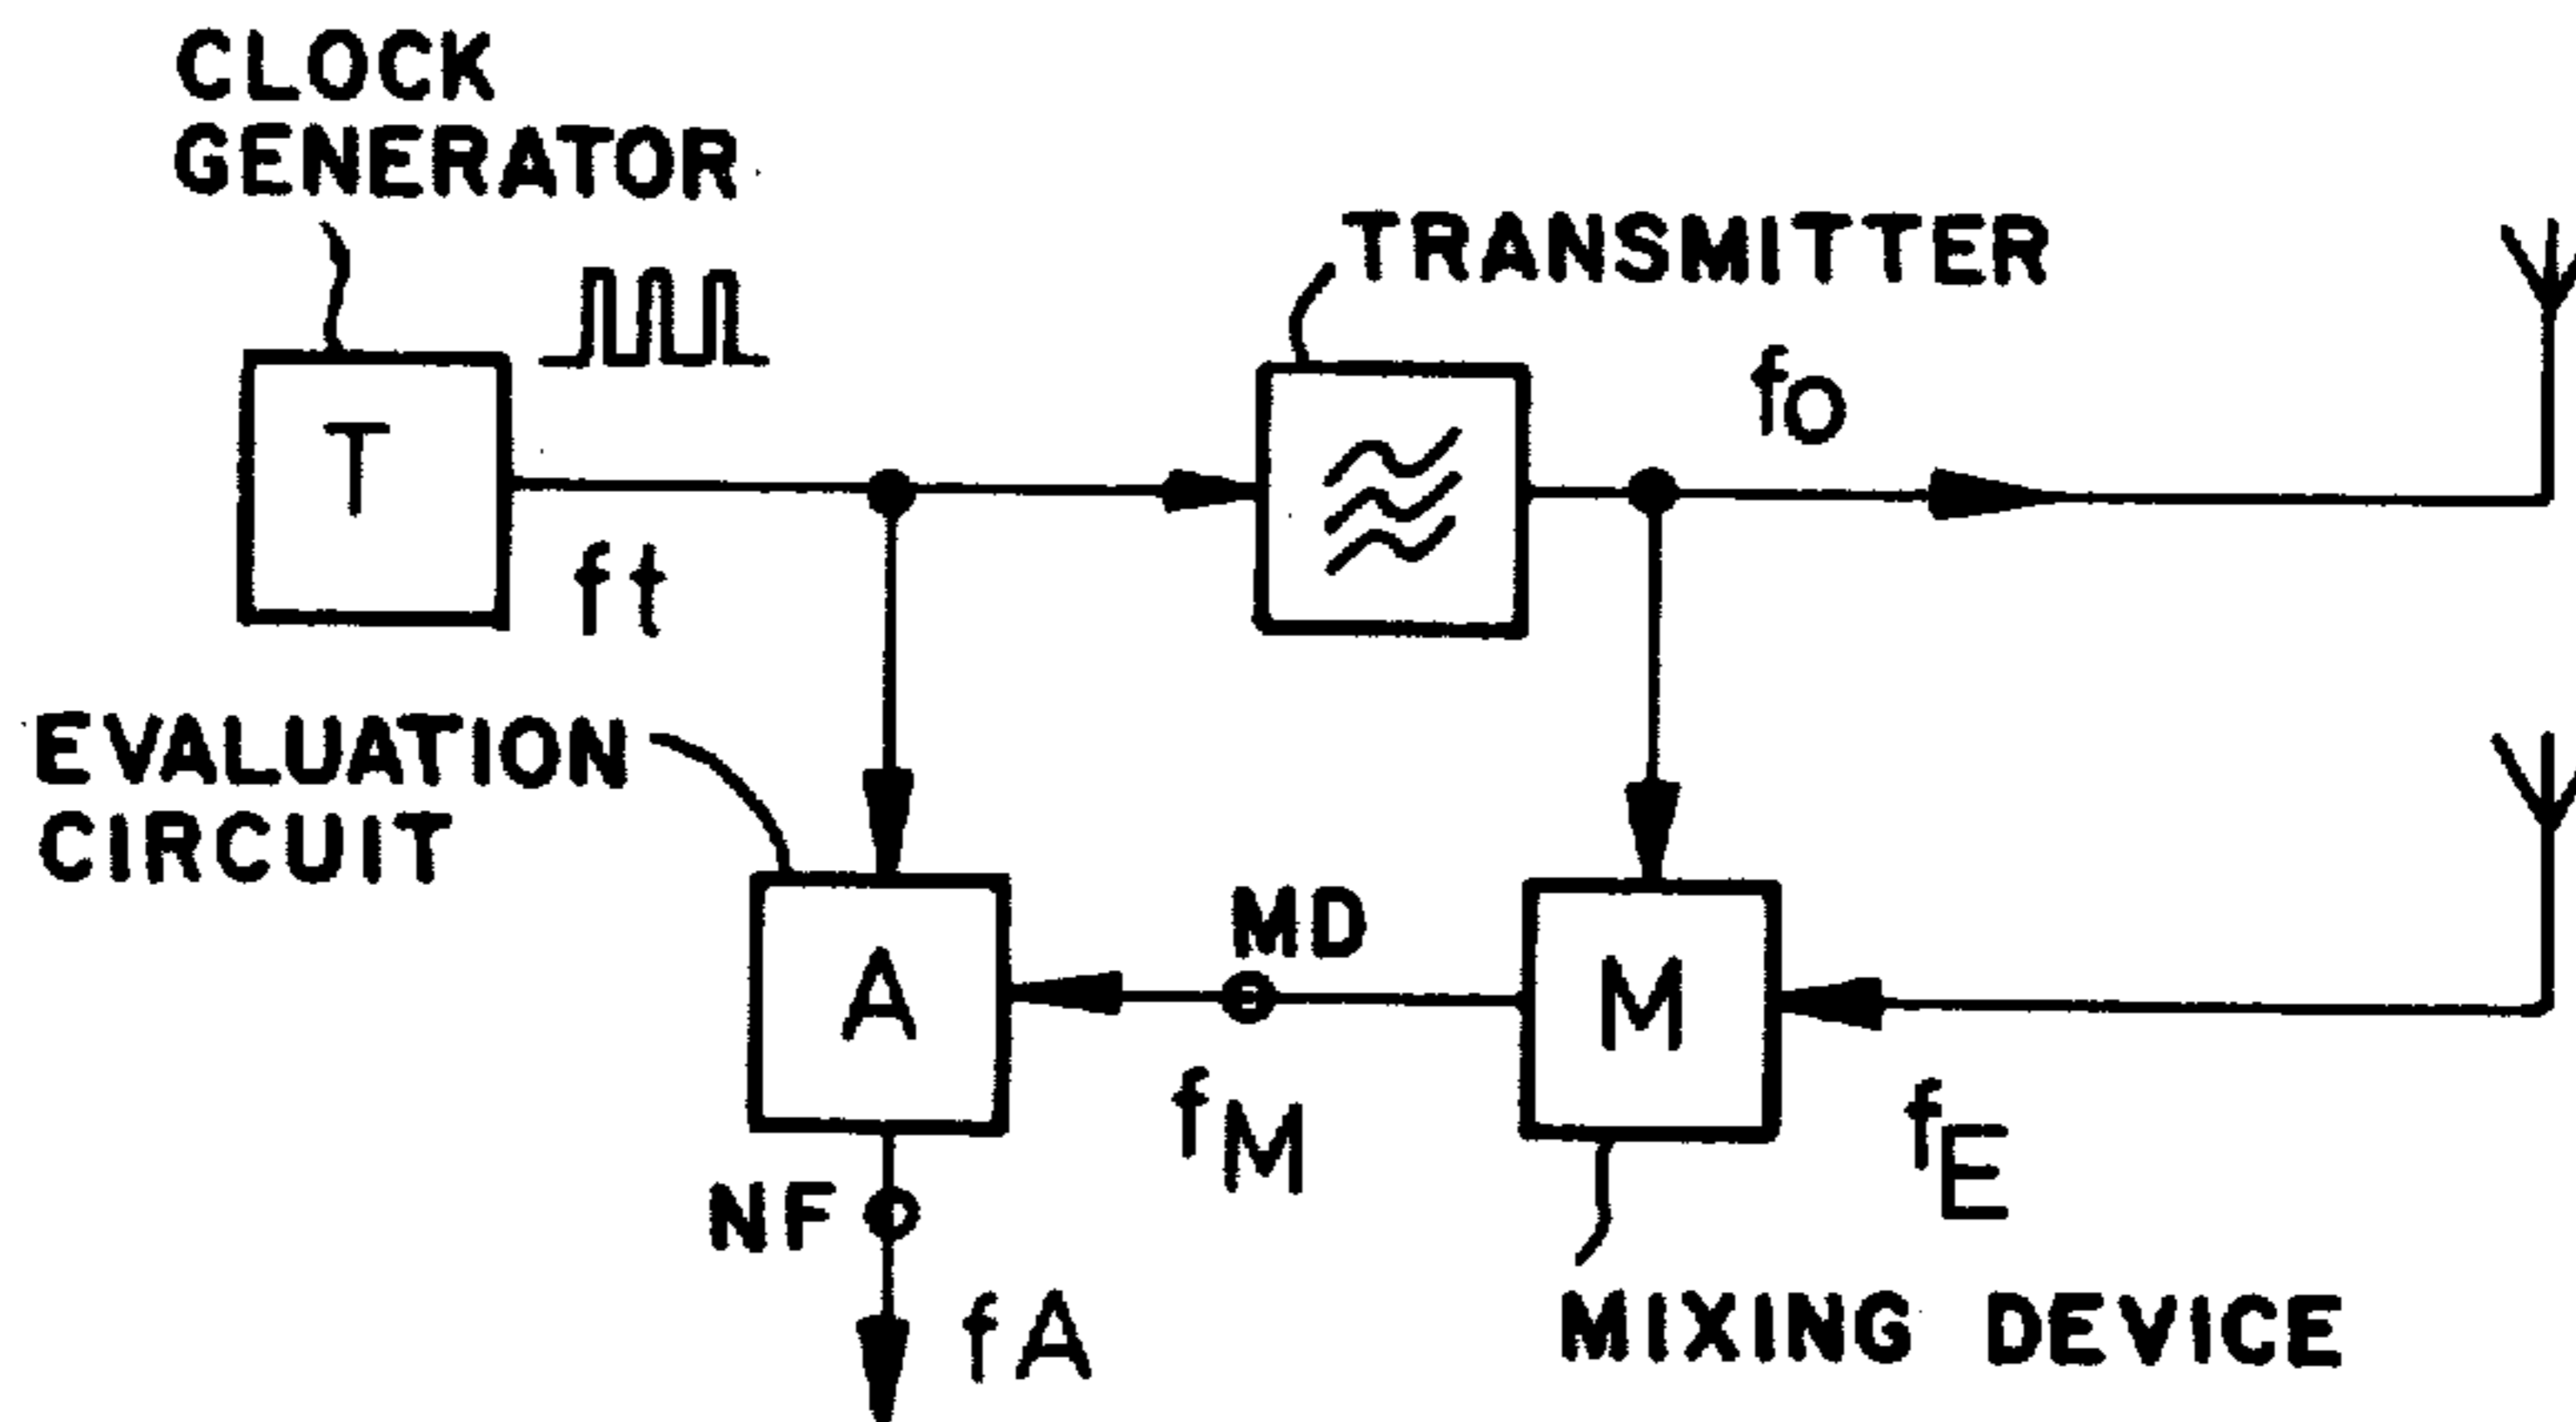 CLOCK
GENERATOR
TRANSMITTER
T
ft
fO
EVALUATION
CIRCUIT
A
MD
fM
M
fE
NF
fA
MIXING DEVICE